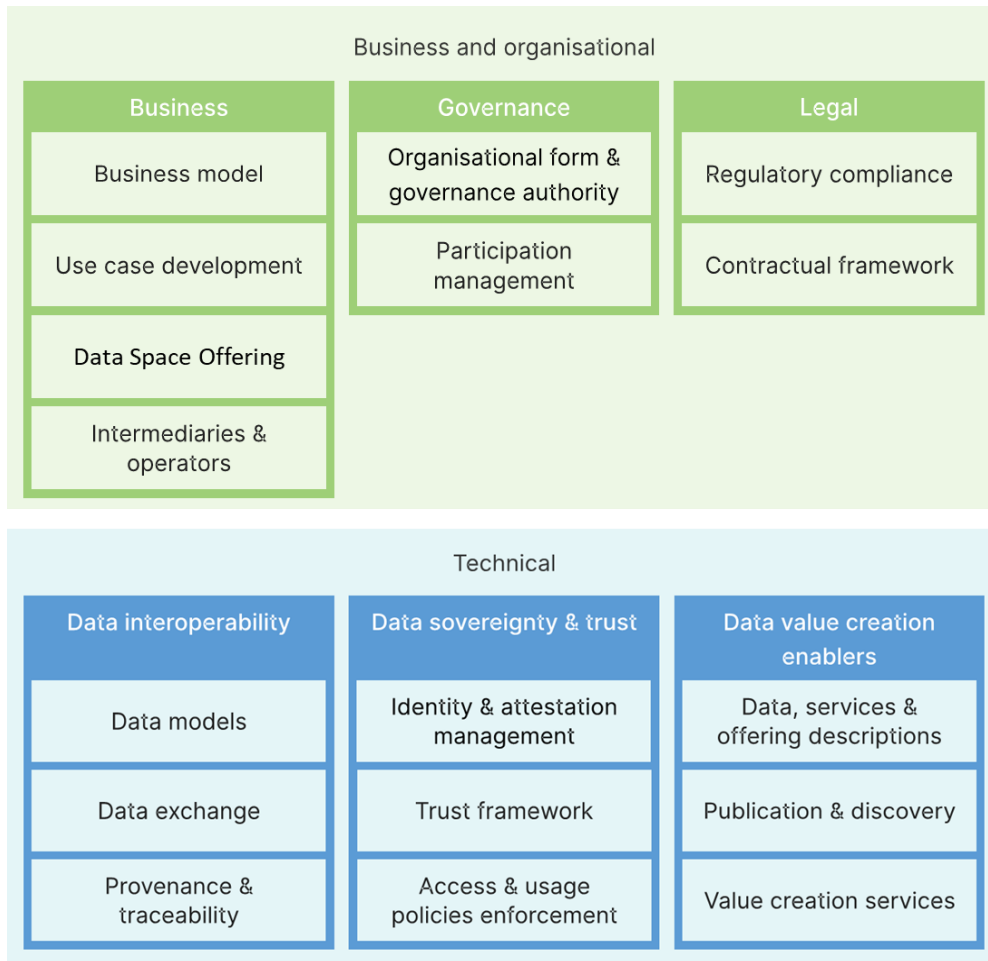 Business and organisational
Business
Business model
Use case development
Data Space Offering
Intermediaries &
operators
Governance
Organisational form &
governance authority
Participation
management
Legal
Regulatory compliance
Contractual framework
Technical
Data interoperability
Data models
Data exchange
Provenance &
traceability
Data sovereignty & trust
Identity & attestation
management
Trust framework
Access & usage
policies enforcement
Data value creation
enablers
Data, services &
offering descriptions
Publication & discovery
Value creation services